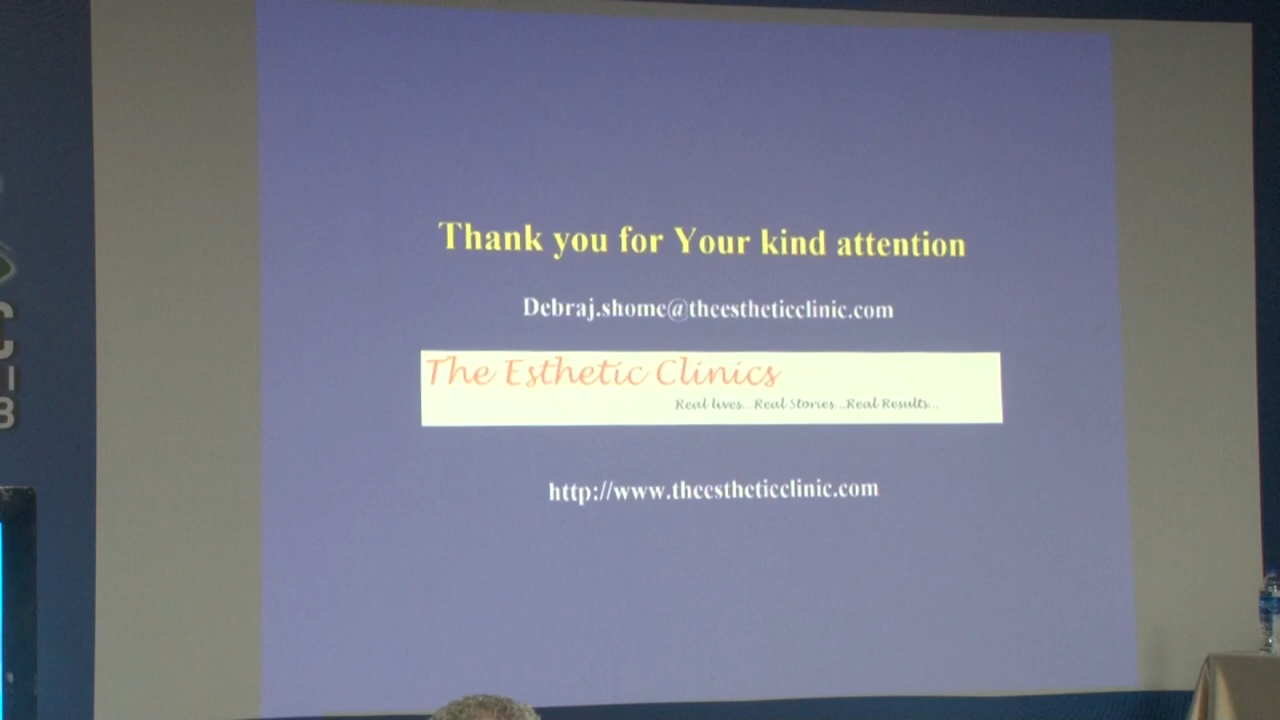 Thank you for Your kind attention
Debraj.shome@theestheticclinic.com
The Esthetic Clinics
Real lives...Real Stories...Real Results...
http://www.theestheticclinic.com
C
I
B